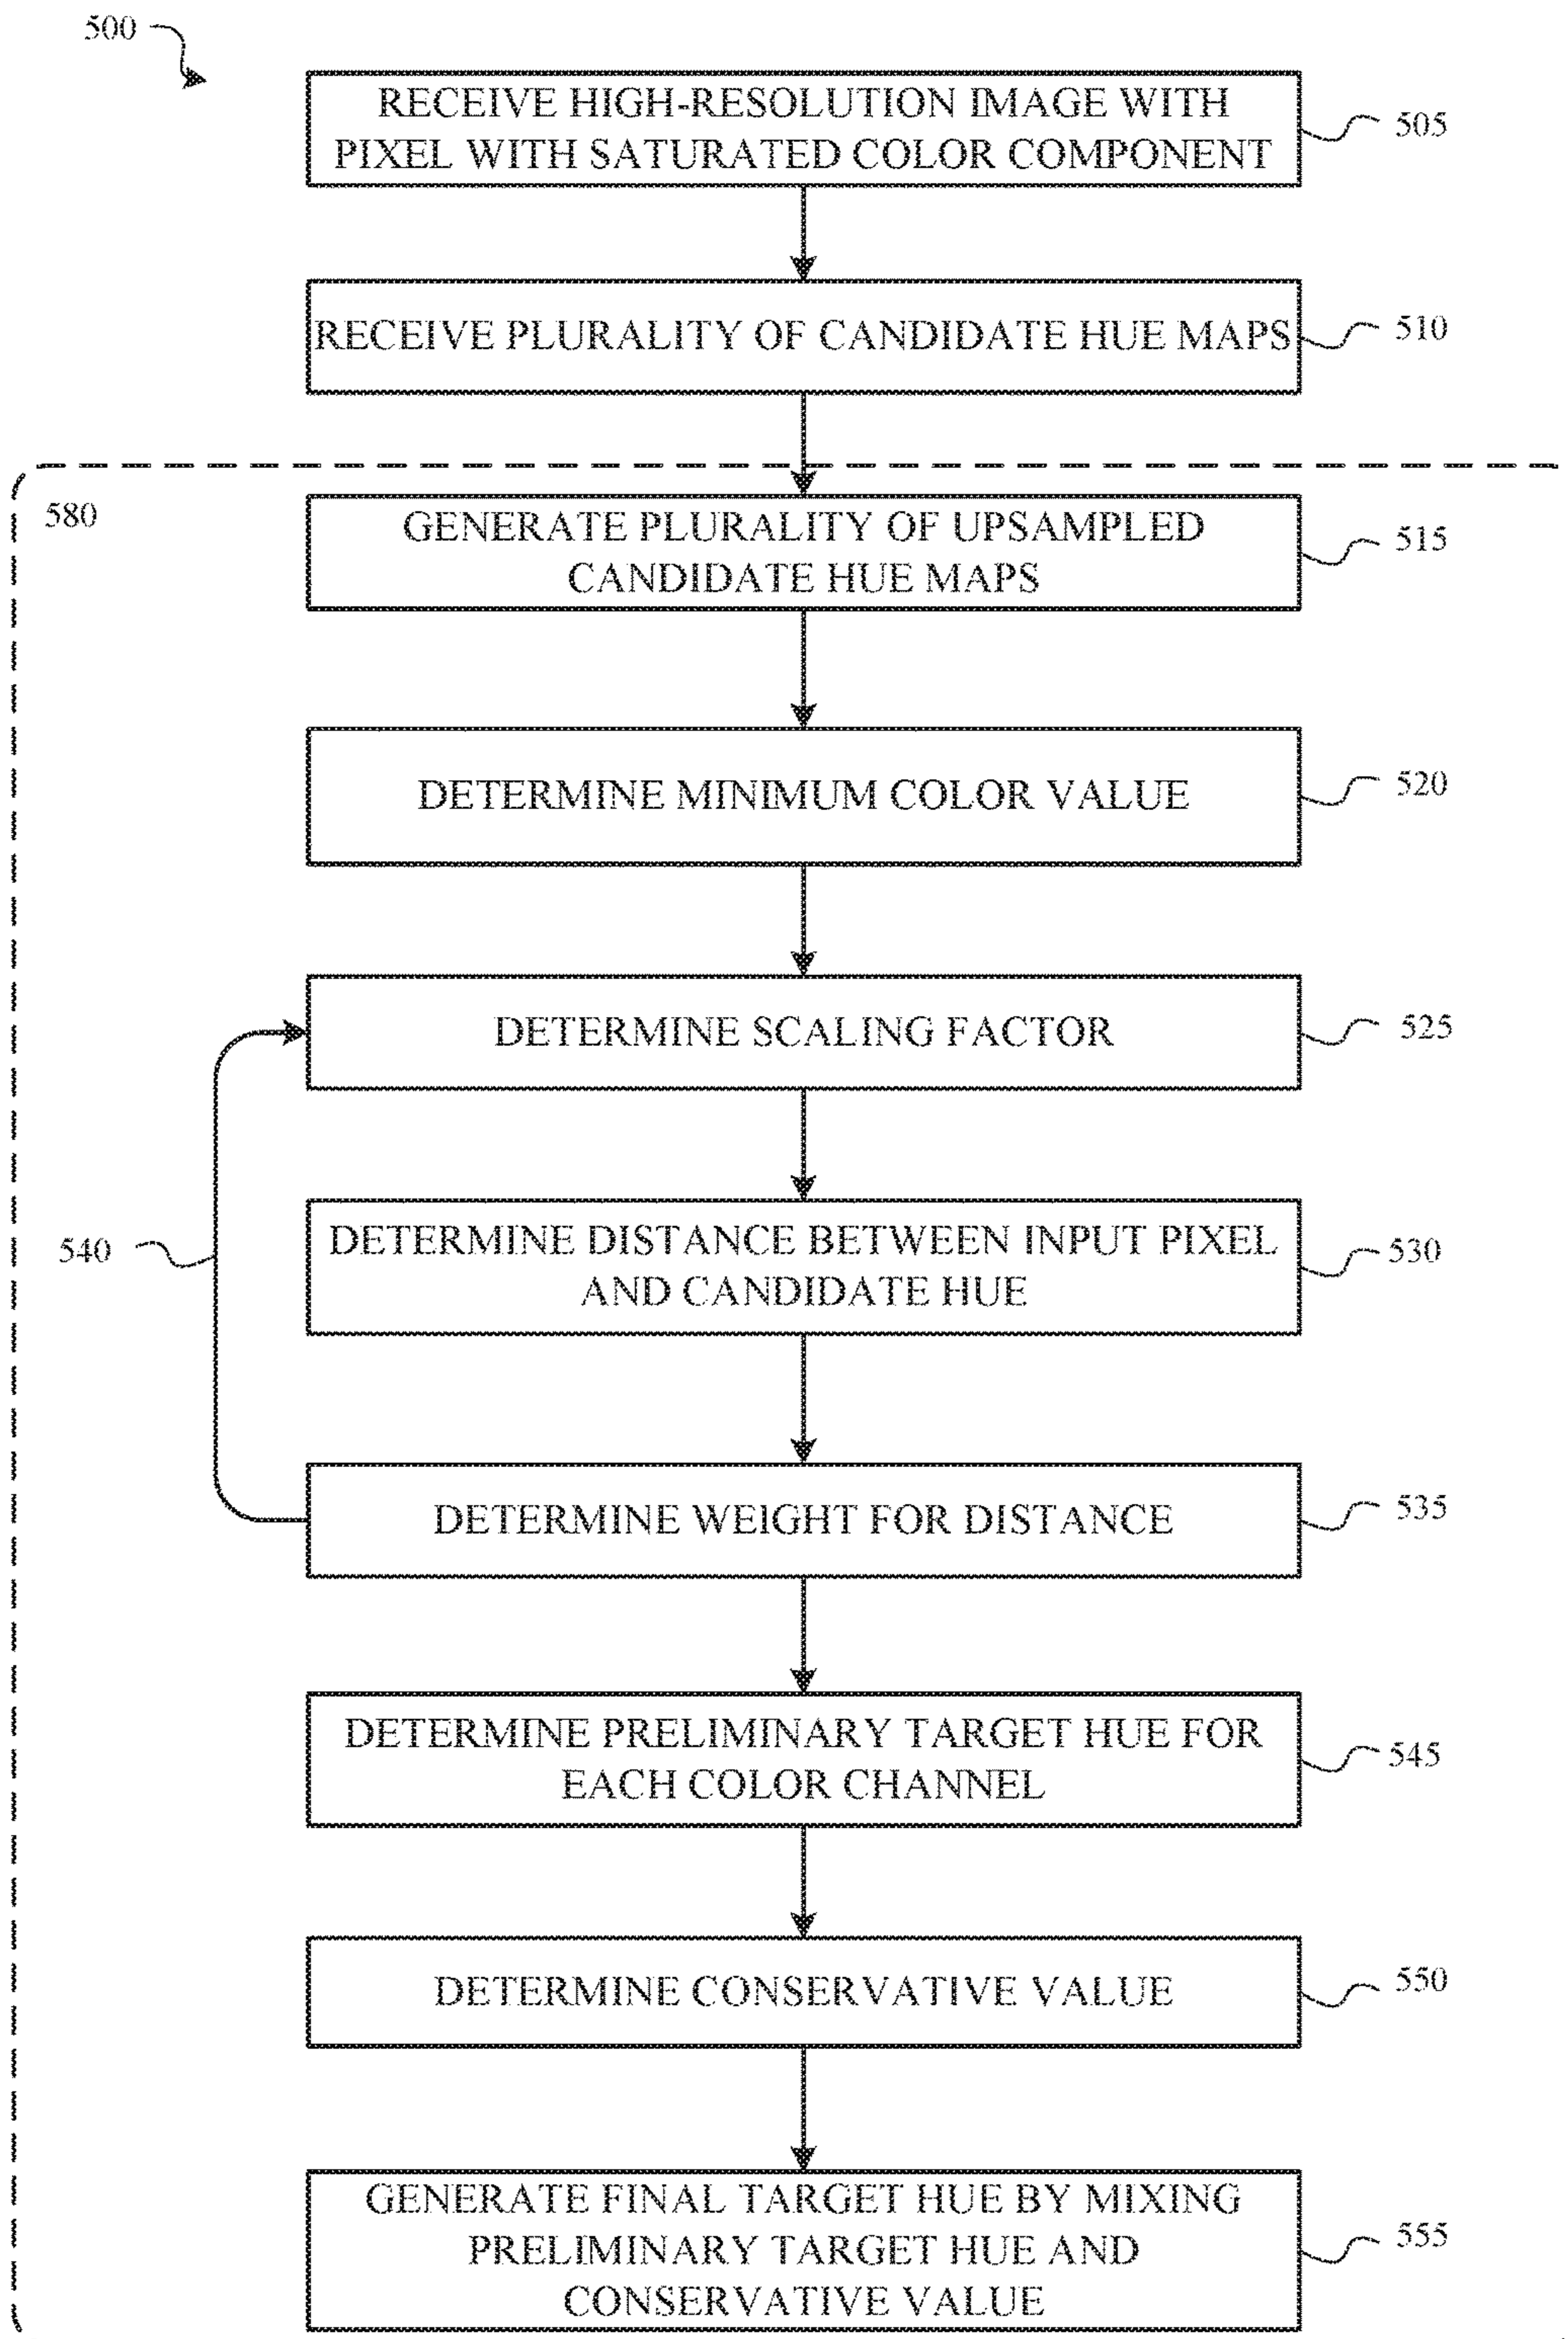 500
RECEIVE HIGH-RESOLUTION IMAGE WITH
PIXEL WITH SATURATED COLOR COMPONENT
505
RECEIVE PLURALITY OF CANDIDATE HUE MAPS
510
580
GENERATE PLURALITY OF UPSAMPLED
CANDIDATE HUE MAPS
515
DETERMINE MINIMUM COLOR VALUE
520
DETERMINE SCALING FACTOR
525
DETERMINE DISTANCE BETWEEN INPUT PIXEL
AND CANDIDATE HUE
530
540
DETERMINE WEIGHT FOR DISTANCE
535
DETERMINE PRELIMINARY TARGET HUE FOR
EACH COLOR CHANNEL
545
DETERMINE CONSERVATIVE VALUE
550
GENERATE FINAL TARGET HUE BY MIXING
PRELIMINARY TARGET HUE AND
CONSERVATIVE VALUE
555